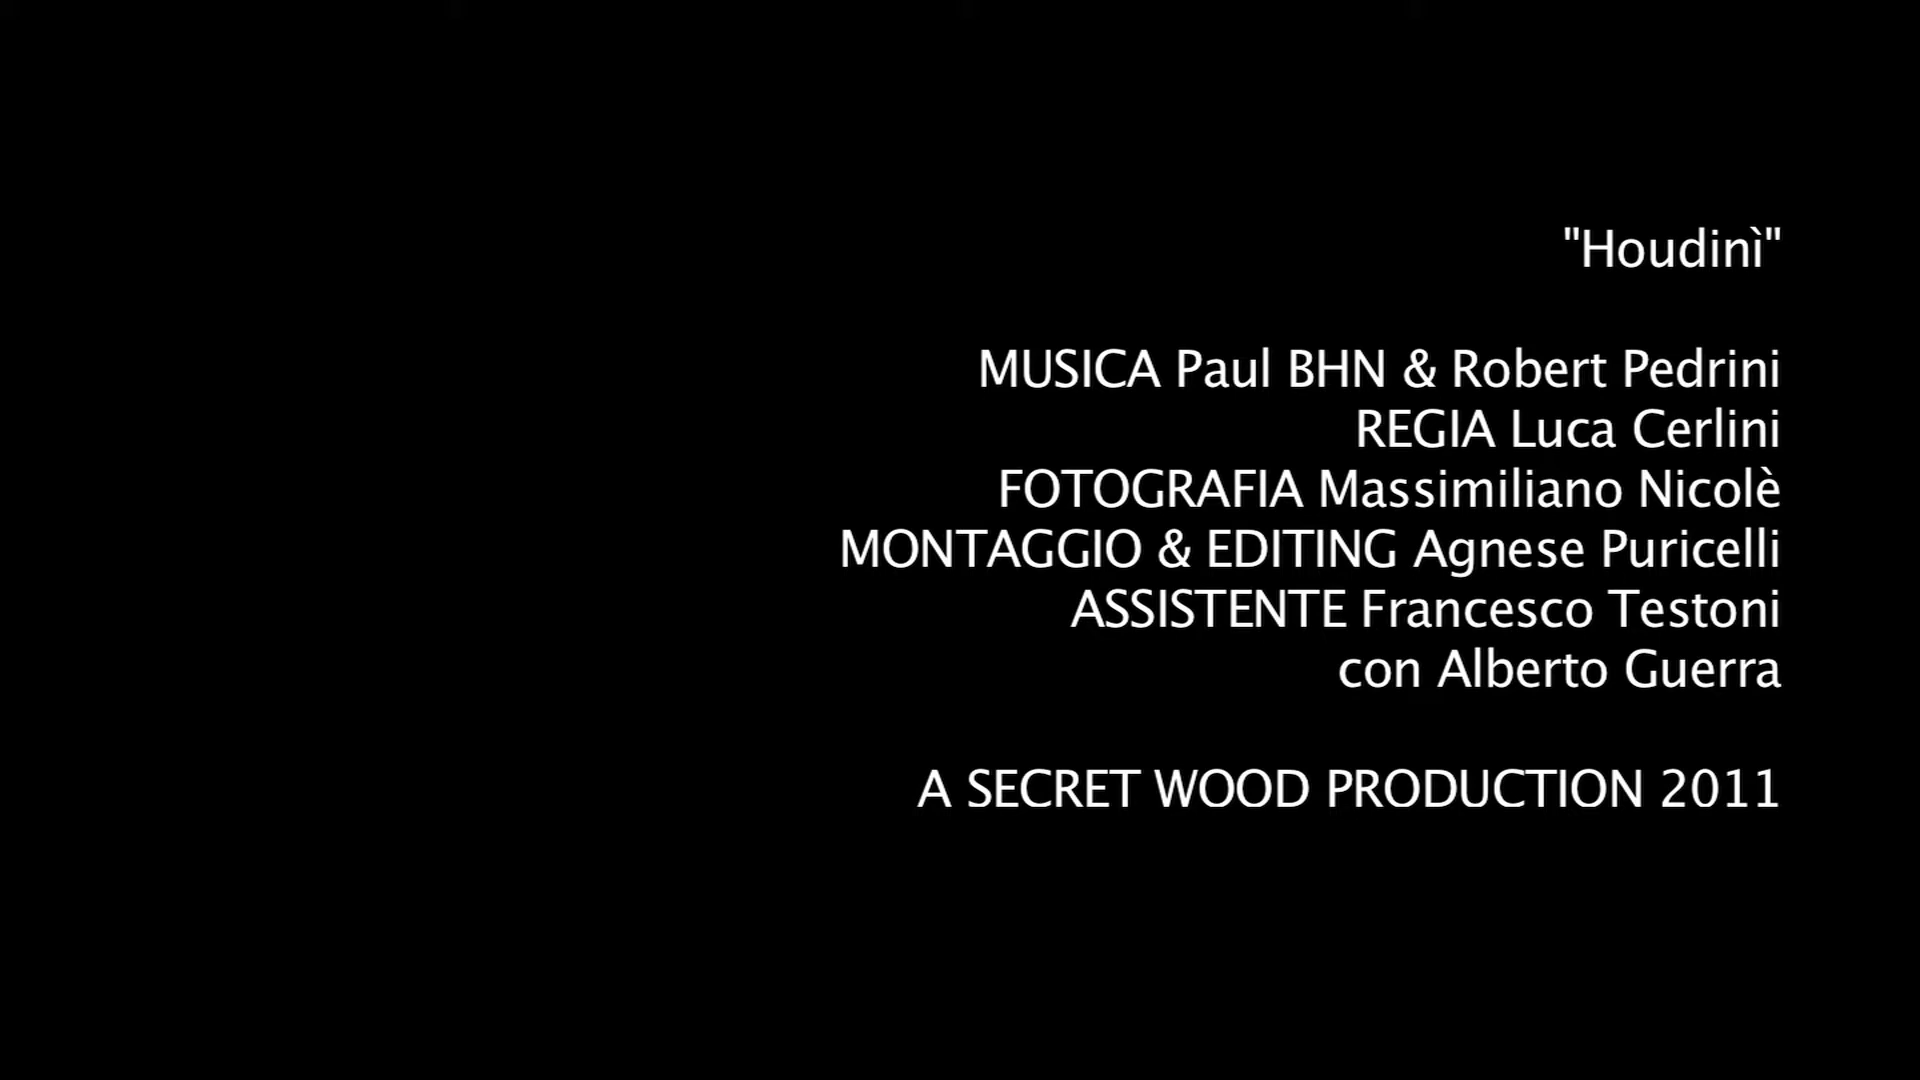 "Houdinì"
MUSICA Paul BHN & Robert Pedrini
REGIA Luca Cerlini
FOTOGRAFIA Massimiliano Nicolè
MONTAGGIO & EDITING Agnese Puricelli
ASSISTENTE Francesco Testoni
con Alberto Guerra
A SECRET WOOD PRODUCTION 2011